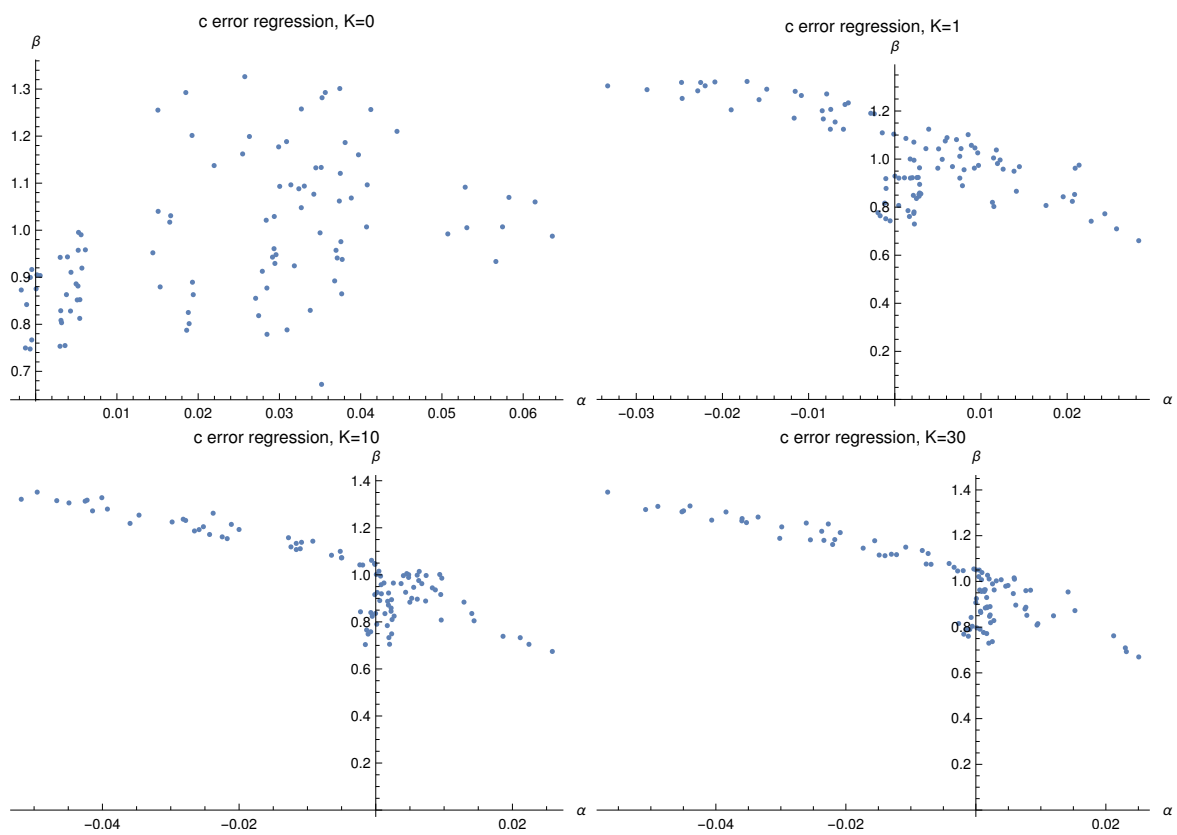 c error regression, K=0
β
1.3
1.2
1.1
1.0
0.9
0.8
0.7
0.01 0.02 0.03 0.04 0.05 0.06 α
c error regression, K=1
β
1.2
1.0
0.8
0.6
0.4
0.2
-0.03 -0.02 -0.01 0.01 0.02 α
c error regression, K=10
β
1.4
1.2
1.0
0.8
0.6
0.4
0.2
-0.04 -0.02 0.02 α
c error regression, K=30
β
1.4
1.2
1.0
0.8
0.6
0.4
0.2
-0.04 -0.02 0.02 α